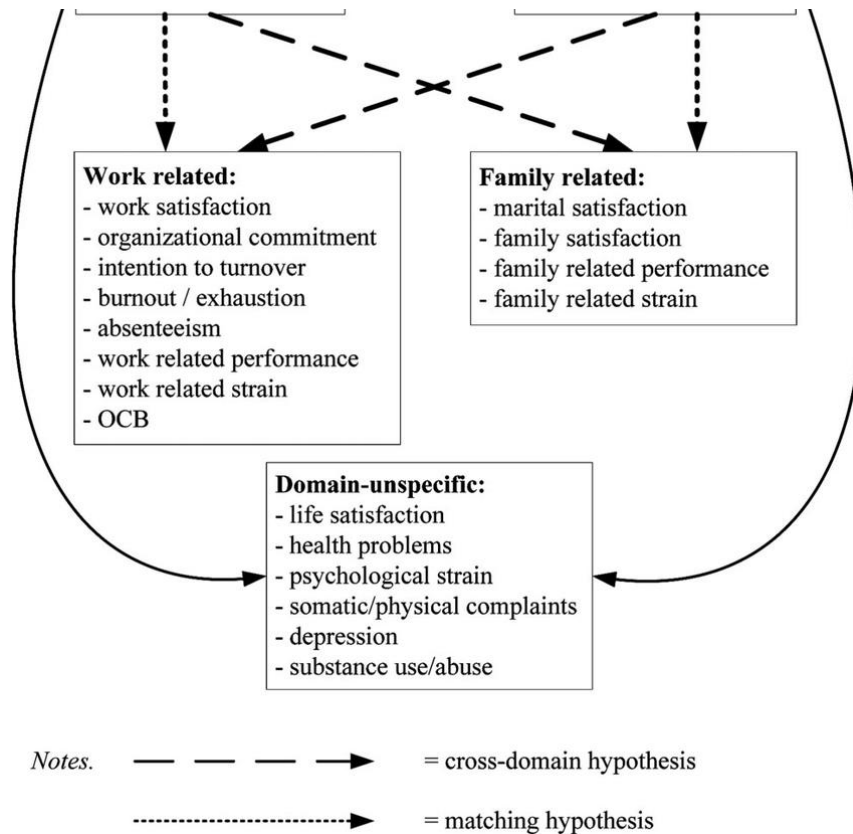 Work related:
- work satisfaction
- organizational commitment
- intention to turnover
- burnout / exhaustion
- absenteeism
- work related performance
- work related strain
- OCB
Family related:
- marital satisfaction
- family satisfaction
- family related performance
- family related strain
Domain-unspecific:
- life satisfaction
- health problems
- psychological strain
- somatic/physical complaints
- depression
- substance use/abuse
Notes.
= cross-domain hypothesis
= matching hypothesis